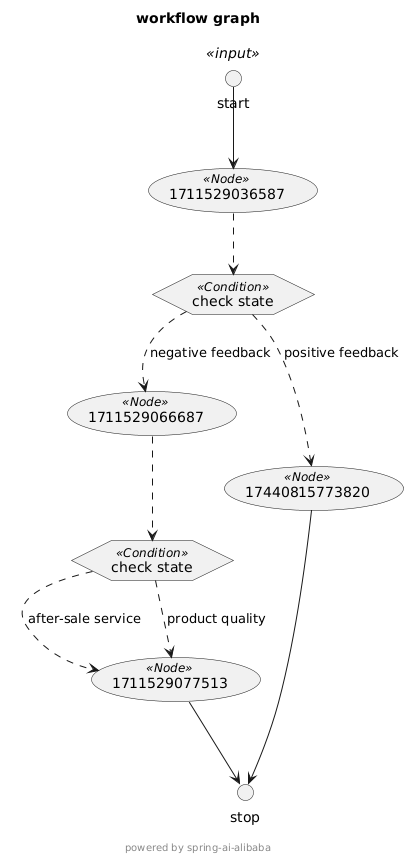 workflow graph
«input»
start
«Node»
1711529036587
«Condition»
check state
negative feedback
positive feedback
«Node»
1711529066687
«Node»
17440815773820
«Condition»
check state
after-sale service
product quality
«Node»
1711529077513
stop
powered by spring-ai-alibaba